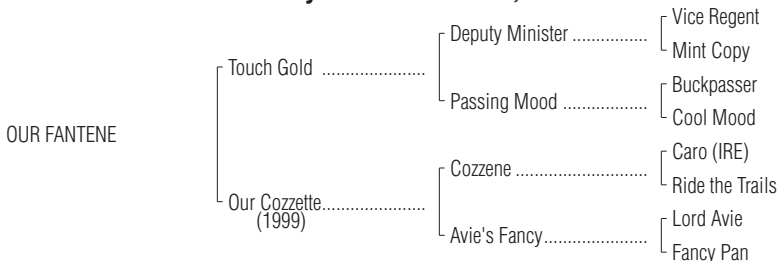 Vice Regent
Deputy Minister ................
Mint Copy
Touch Gold ......................
Buckpasser
Passing Mood ..................
Cool Mood
OUR FANTENE
Caro (IRE)
Cozzene ............................
Ride the Trails
Our Cozzette......................
(1999)
Lord Avie
Avie's Fancy......................
Fancy Pan